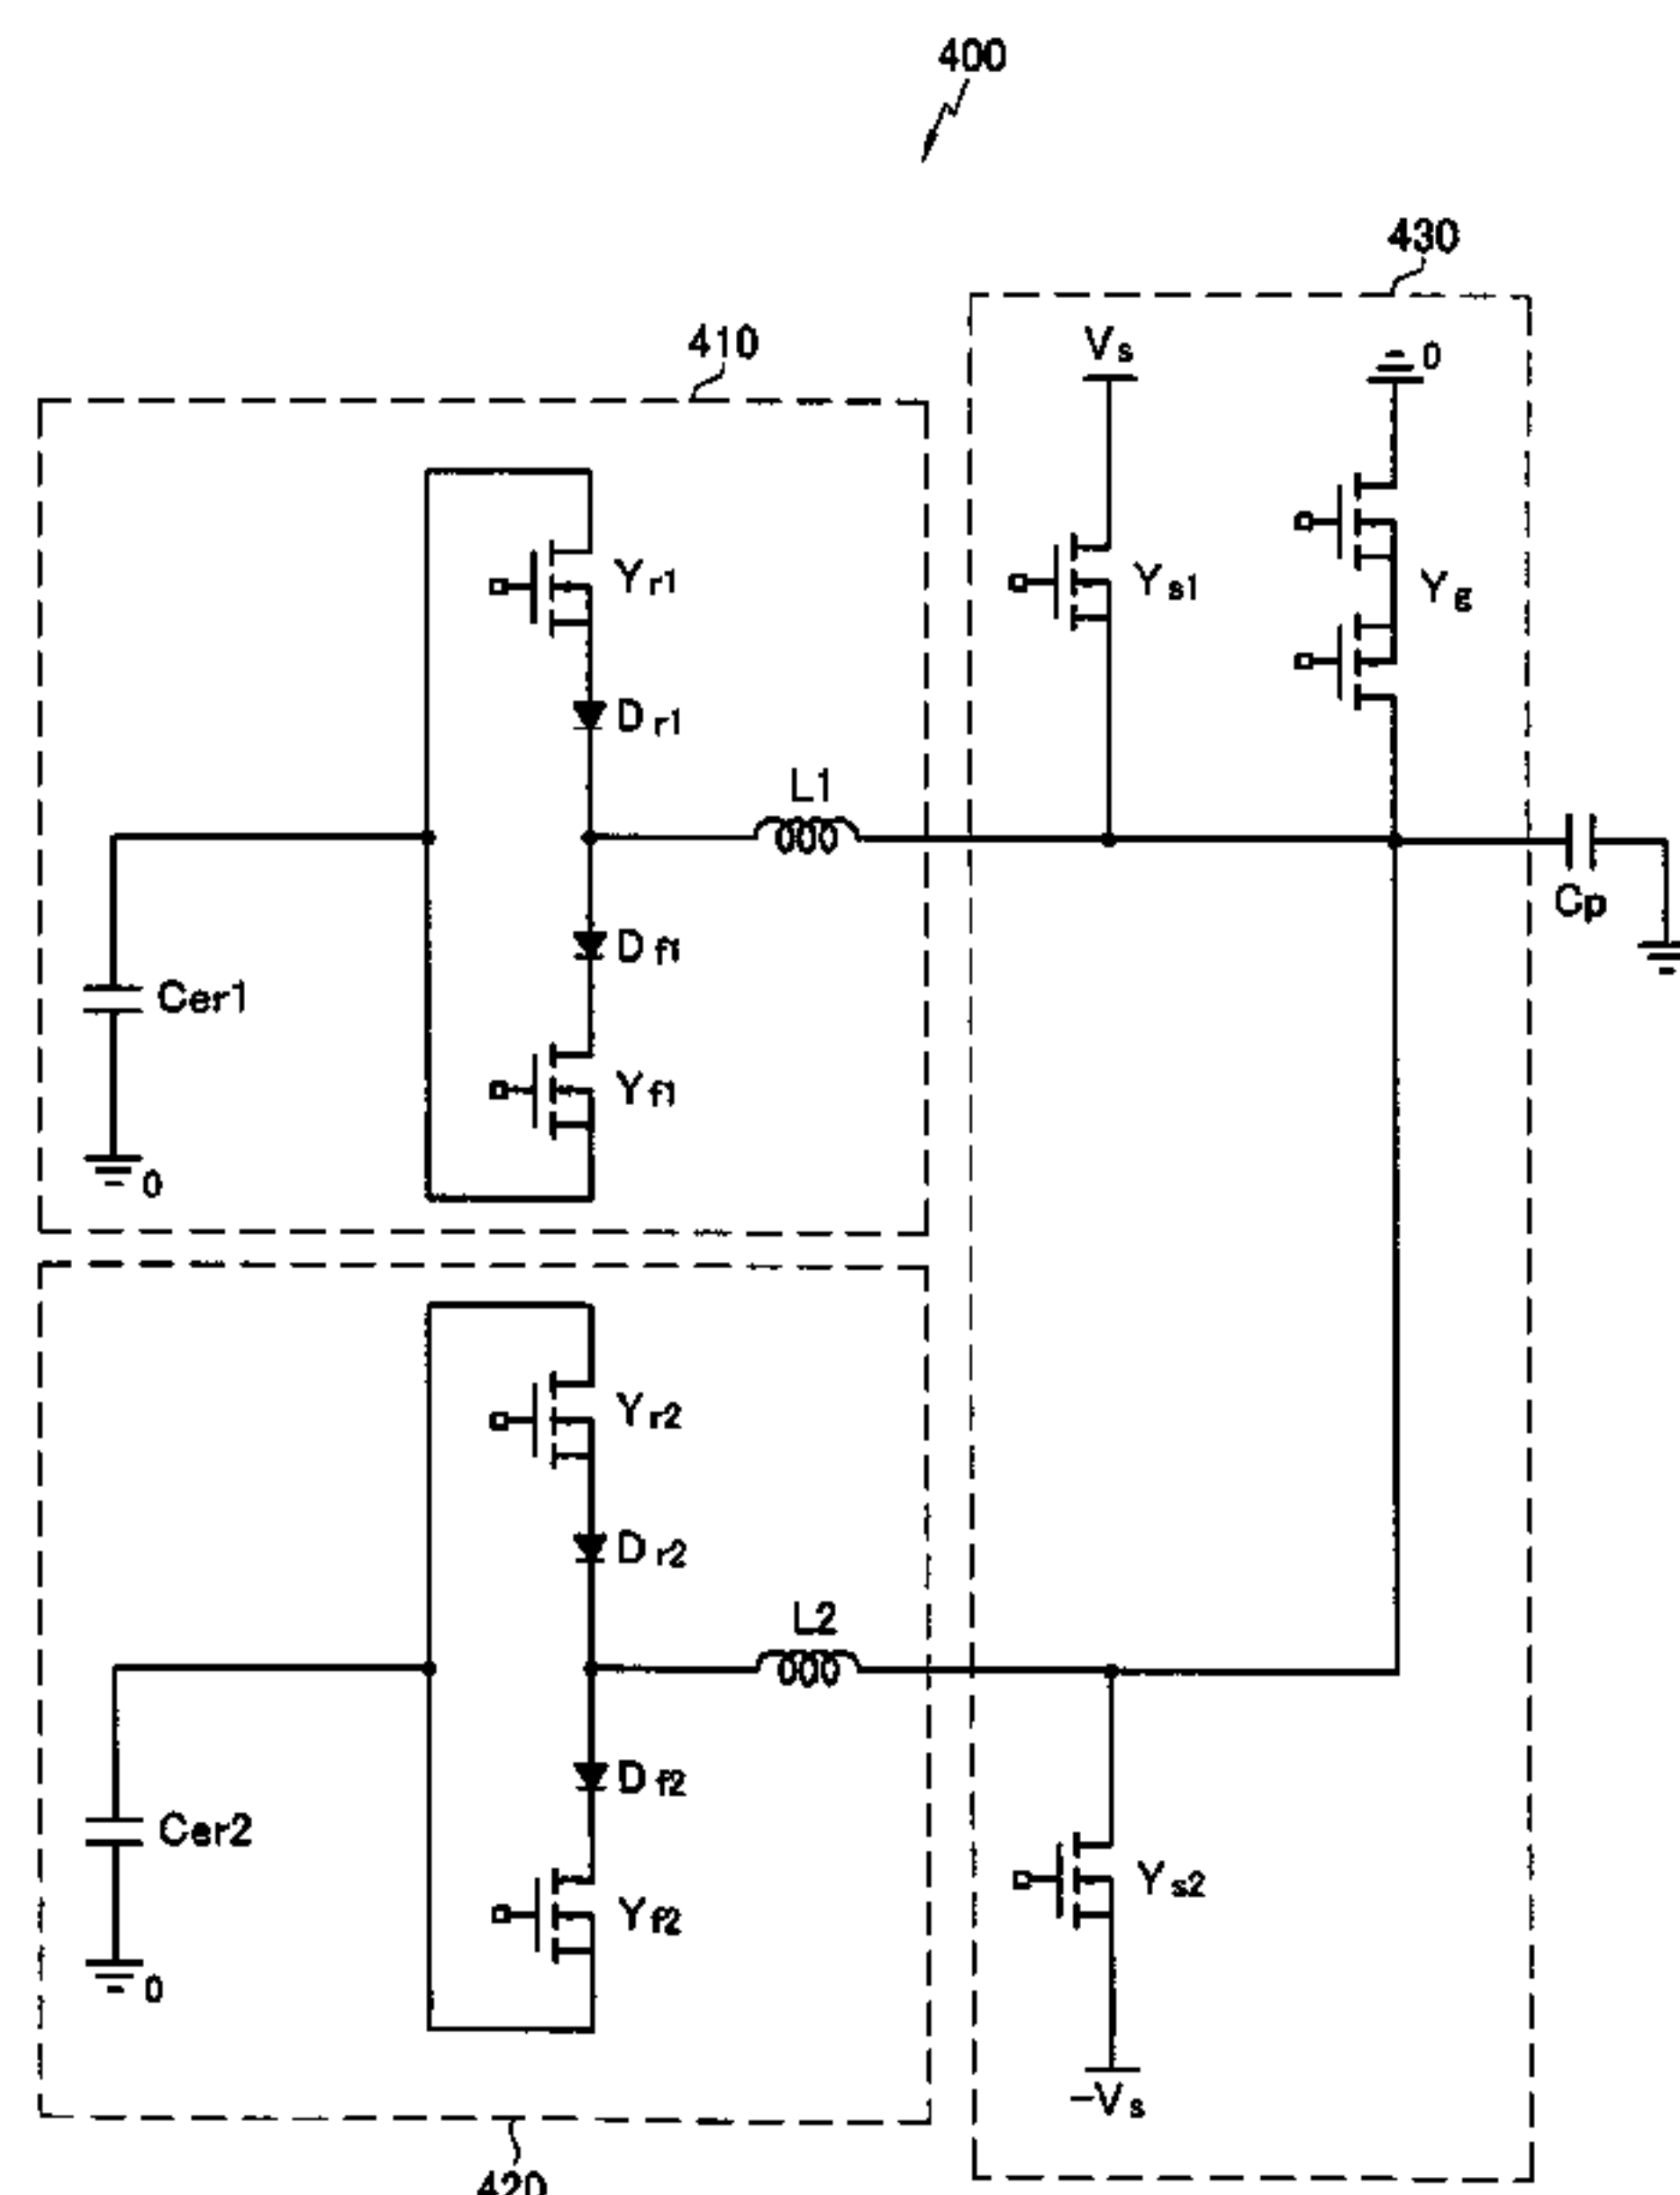 400
430
410
Vs
0
Yr1
Ys1
Yg
Dr1
L1
Cp
Df1
Cer1
Yf1
0
Yr2
Dr2
L2
Df2
Cer2
Ys2
Yf2
0
-Vs
420